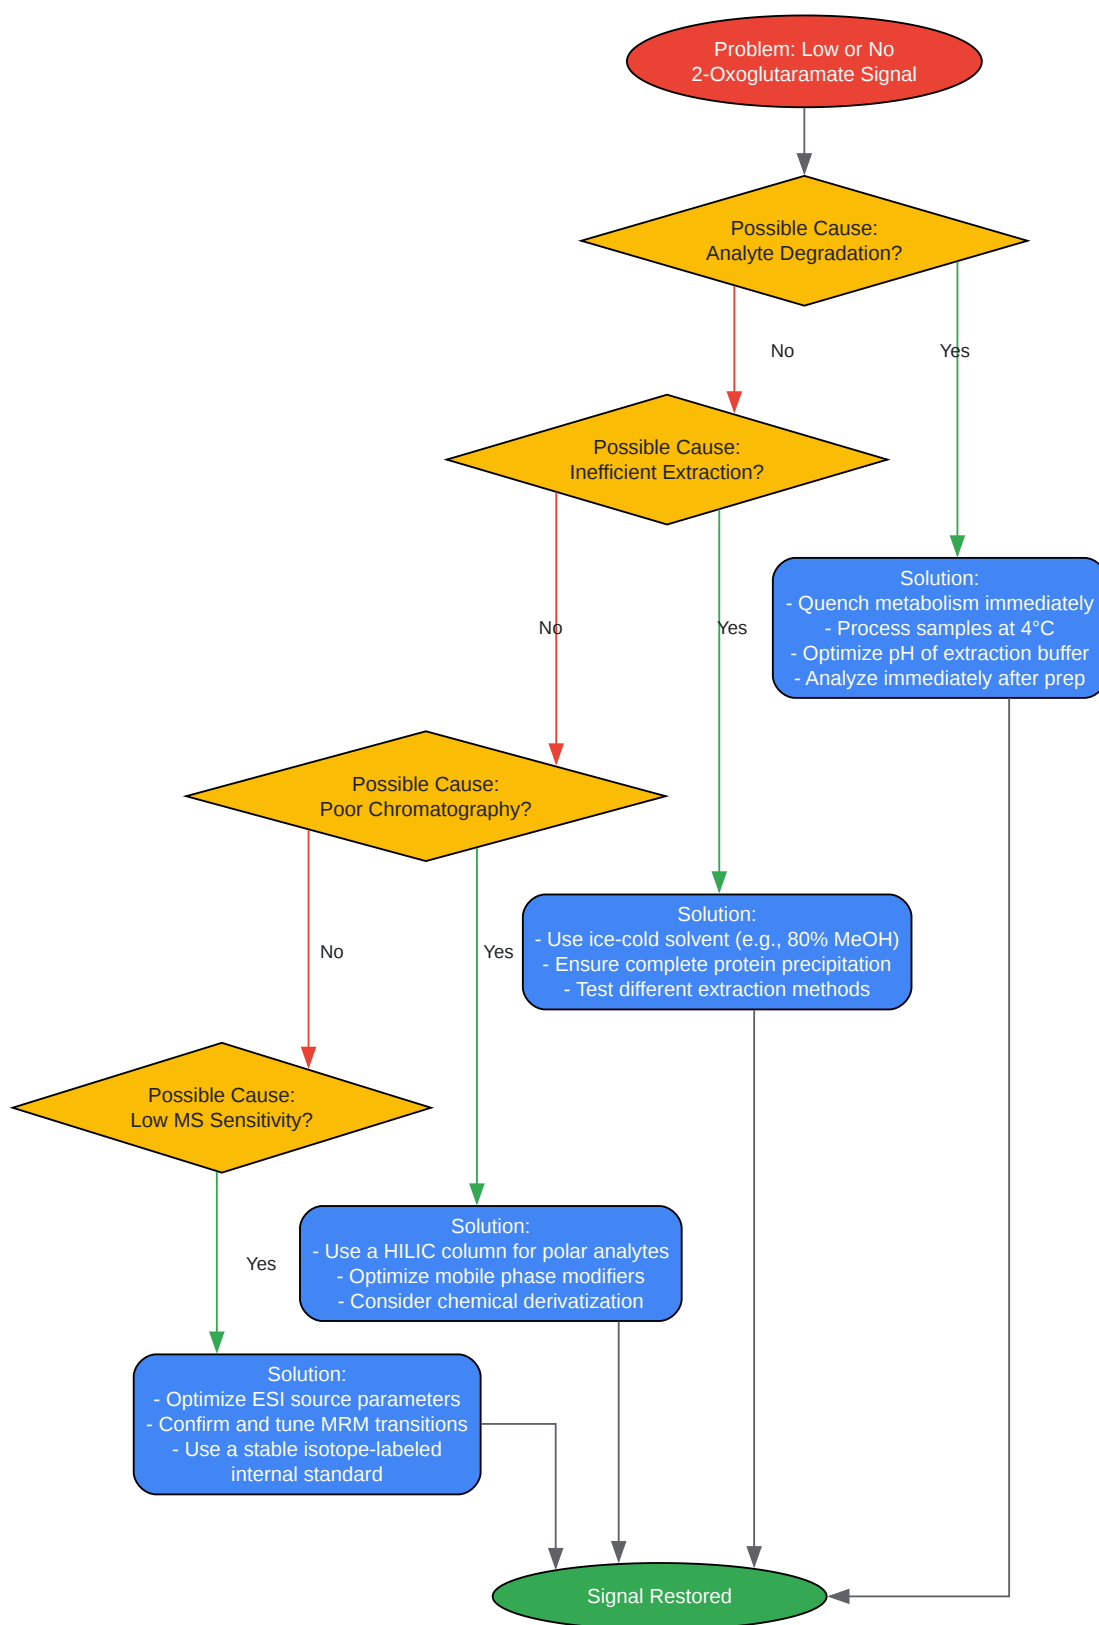 Problem: Low or No
2-Oxoglutaramate Signal
Possible Cause:
Analyte Degradation?
No
Yes
Possible Cause:
Inefficient Extraction?
Solution:
- Quench metabolism immediately
- Process samples at 4°C
- Optimize pH of extraction buffer
- Analyze immediately after prep
No
Yes
Possible Cause:
Poor Chromatography?
Solution:
- Use ice-cold solvent (e.g., 80% MeOH)
- Ensure complete protein precipitation
- Test different extraction methods
No
Yes
Possible Cause:
Low MS Sensitivity?
Solution:
- Use a HILIC column for polar analytes
- Optimize mobile phase modifiers
- Consider chemical derivatization
Yes
Solution:
- Optimize ESI source parameters
- Confirm and tune MRM transitions
- Use a stable isotope-labeled
internal standard
Signal Restored